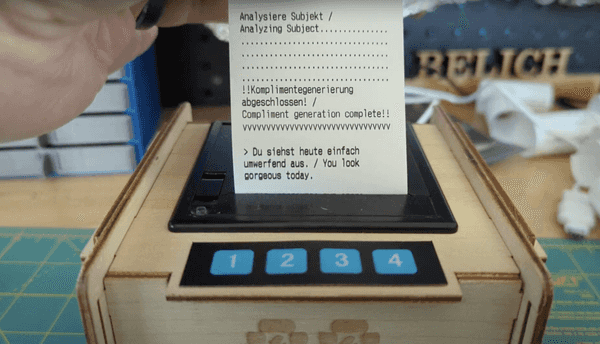 Analysiere Subjekt /
Analyzing Subject..............
...............................
...............................
...............................
...............................
!!Komplimentegenerierung
abgeschlossen! /
Compliment generation complete!!
VVVVVVVVVVVVVVVVVVVVVVVVVVVVVVVV
> Du siehst heute einfach
umwerfend aus. / You look
gorgeous today.
BELICH
1 2 3 4